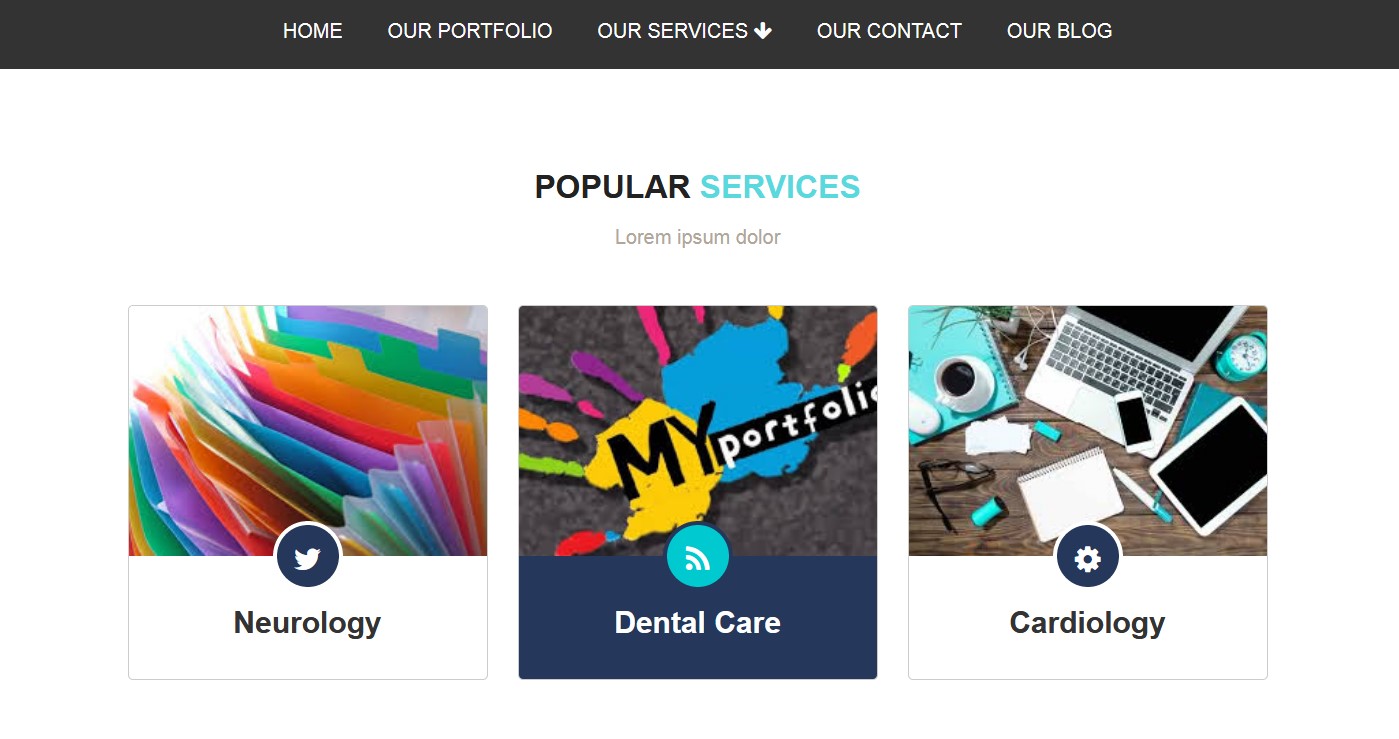 HOME OUR PORTFOLIO OUR SERVICES OUR CONTACT OUR BLOG
POPULAR SERVICES
Lorem ipsum dolor
MY portfolio
Neurology
Dental Care
Cardiology